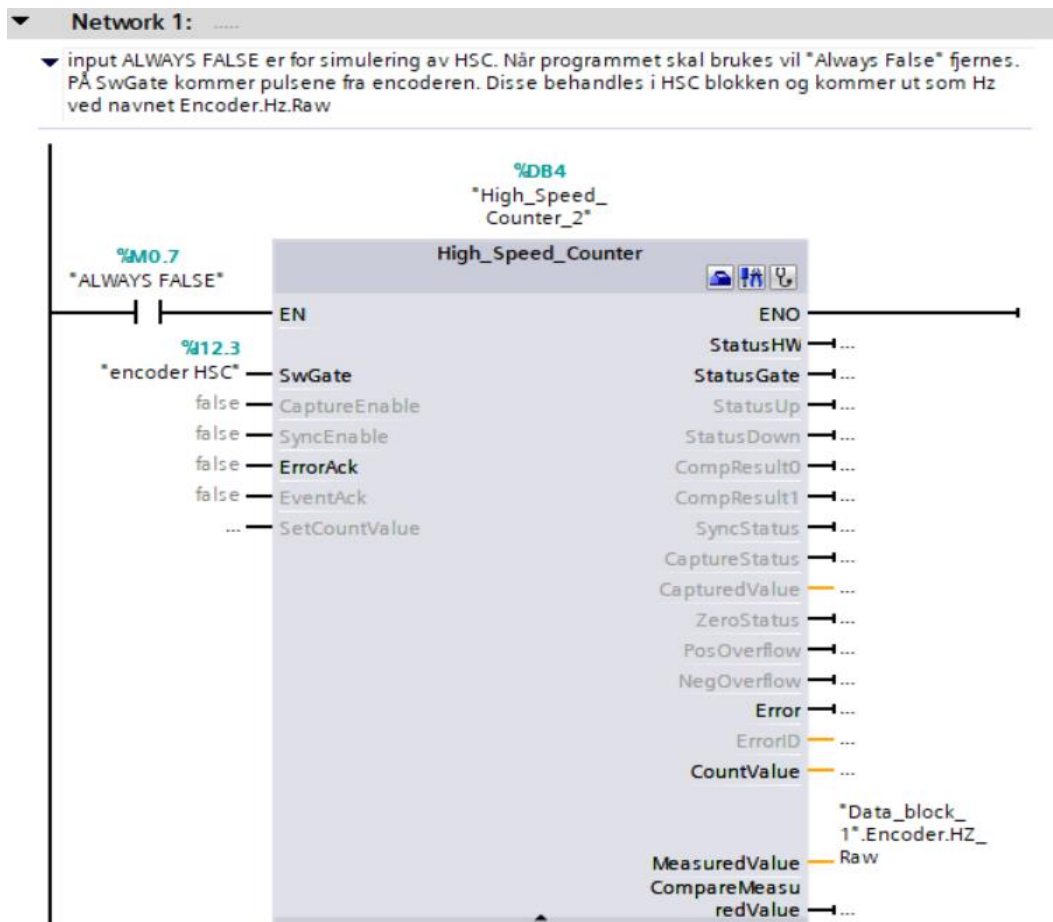 Network 1: .....
input ALWAYS FALSE er for simulering av HSC. Når programmet skal brukes vil "Always False" fjernes.
PÅ SwGate kommer pulsene fra encoderen. Disse behandles i HSC blokken og kommer ut som Hz
ved navnet Encoder.Hz.Raw
%DB4
"High_Speed_
Counter_2"
%M0.7
"ALWAYS FALSE"
High_Speed_Counter
EN
ENO
StatusHW ...
%I12.3
"encoder HSC"
SwGate
StatusGate ...
false CaptureEnable
StatusUp ...
false SyncEnable
StatusDown ...
false ErrorAck
CompResult0 ...
false EventAck
CompResult1 ...
... SetCountValue
SyncStatus ...
CaptureStatus ...
CapturedValue ...
ZeroStatus ...
PosOverflow ...
NegOverflow ...
Error ...
ErrorID ...
CountValue ...
"Data_block_
1".Encoder.HZ_
Raw
MeasuredValue
CompareMeasu
redValue ...